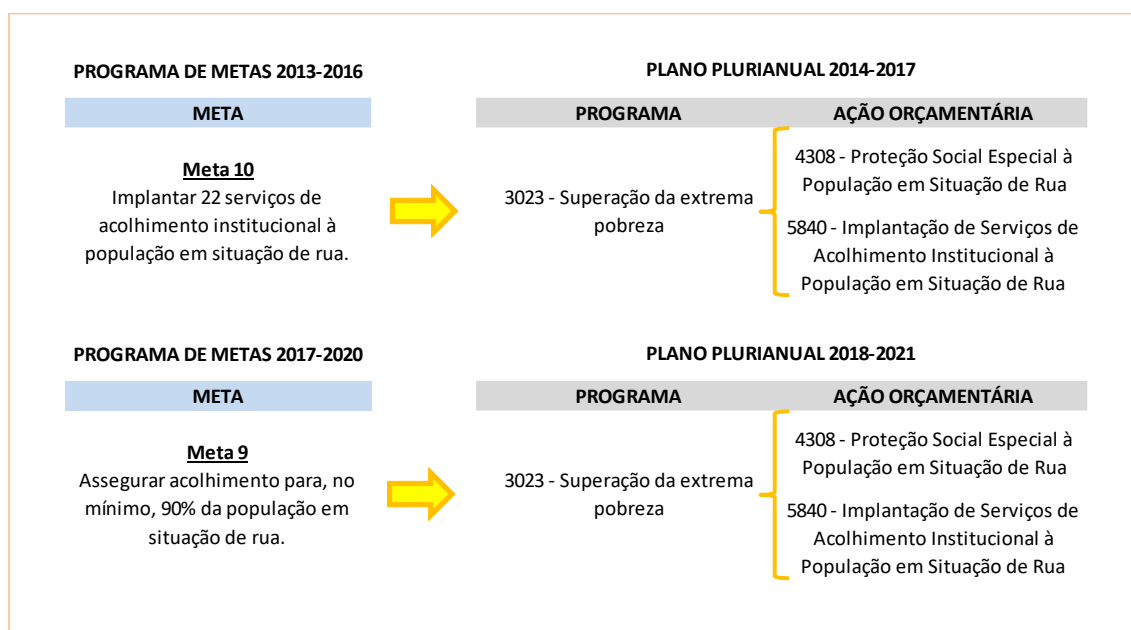 PROGRAMA DE METAS 2013-2016
META
Meta 10
Implantar 22 serviços de
acolhimento institucional à
população em situação de rua.
PLANO PLURIANUAL 2014-2017
PROGRAMA
AÇÃO ORÇAMENTÁRIA
3023 - Superação da extrema
pobreza
4308 - Proteção Social Especial à
População em Situação de Rua
5840 - Implantação de Serviços de
Acolhimento Institucional à
População em Situação de Rua
PROGRAMA DE METAS 2017-2020
META
Meta 9
Assegurar acolhimento para, no
mínimo, 90% da população em
situação de rua.
PLANO PLURIANUAL 2018-2021
PROGRAMA
AÇÃO ORÇAMENTÁRIA
3023 - Superação da extrema
pobreza
4308 - Proteção Social Especial à
População em Situação de Rua
5840 - Implantação de Serviços de
Acolhimento Institucional à
População em Situação de Rua